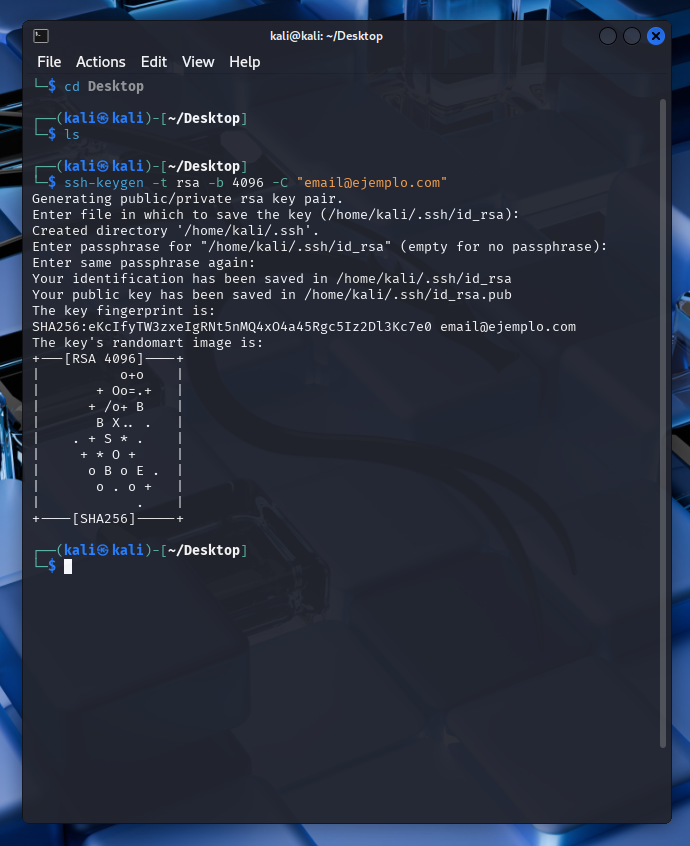 kali@kali: ~/Desktop
File Actions Edit View Help
└─$ cd Desktop
┌──(kali㉿kali)-[~/Desktop]
└─$ ls
┌──(kali㉿kali)-[~/Desktop]
└─$ ssh-keygen -t rsa -b 4096 -C "email@ejemplo.com"
Generating public/private rsa key pair.
Enter file in which to save the key (/home/kali/.ssh/id_rsa):
Created directory '/home/kali/.ssh'.
Enter passphrase for "/home/kali/.ssh/id_rsa" (empty for no passphrase):
Enter same passphrase again:
Your identification has been saved in /home/kali/.ssh/id_rsa
Your public key has been saved in /home/kali/.ssh/id_rsa.pub
The key fingerprint is:
SHA256:eKcIfyTW3zxeIgRNt5nMQ4xO4a45Rgc5Iz2Dl3Kc7e0 email@ejemplo.com
The key's randomart image is:
+---[RSA 4096]----+
|          o+o    |
|       + Oo=.+   |
|      + /o+ B    |
|       B X.. .   |
|    . + S * .    |
|     + * O +     |
|      o B o E .  |
|       o . o +   |
|            .    |
+----[SHA256]-----+
┌──(kali㉿kali)-[~/Desktop]
└─$